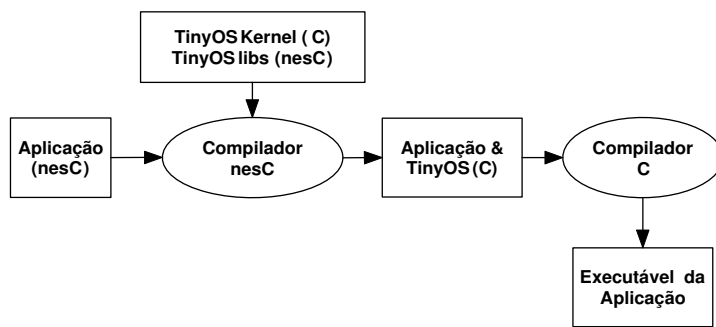 TinyOS Kernel ( C)
TinyOS libs (nesC)
Aplicação
(nesC)
Compilador
nesC
Aplicação &
TinyOS (C)
Compilador
C
Executável da
Aplicação